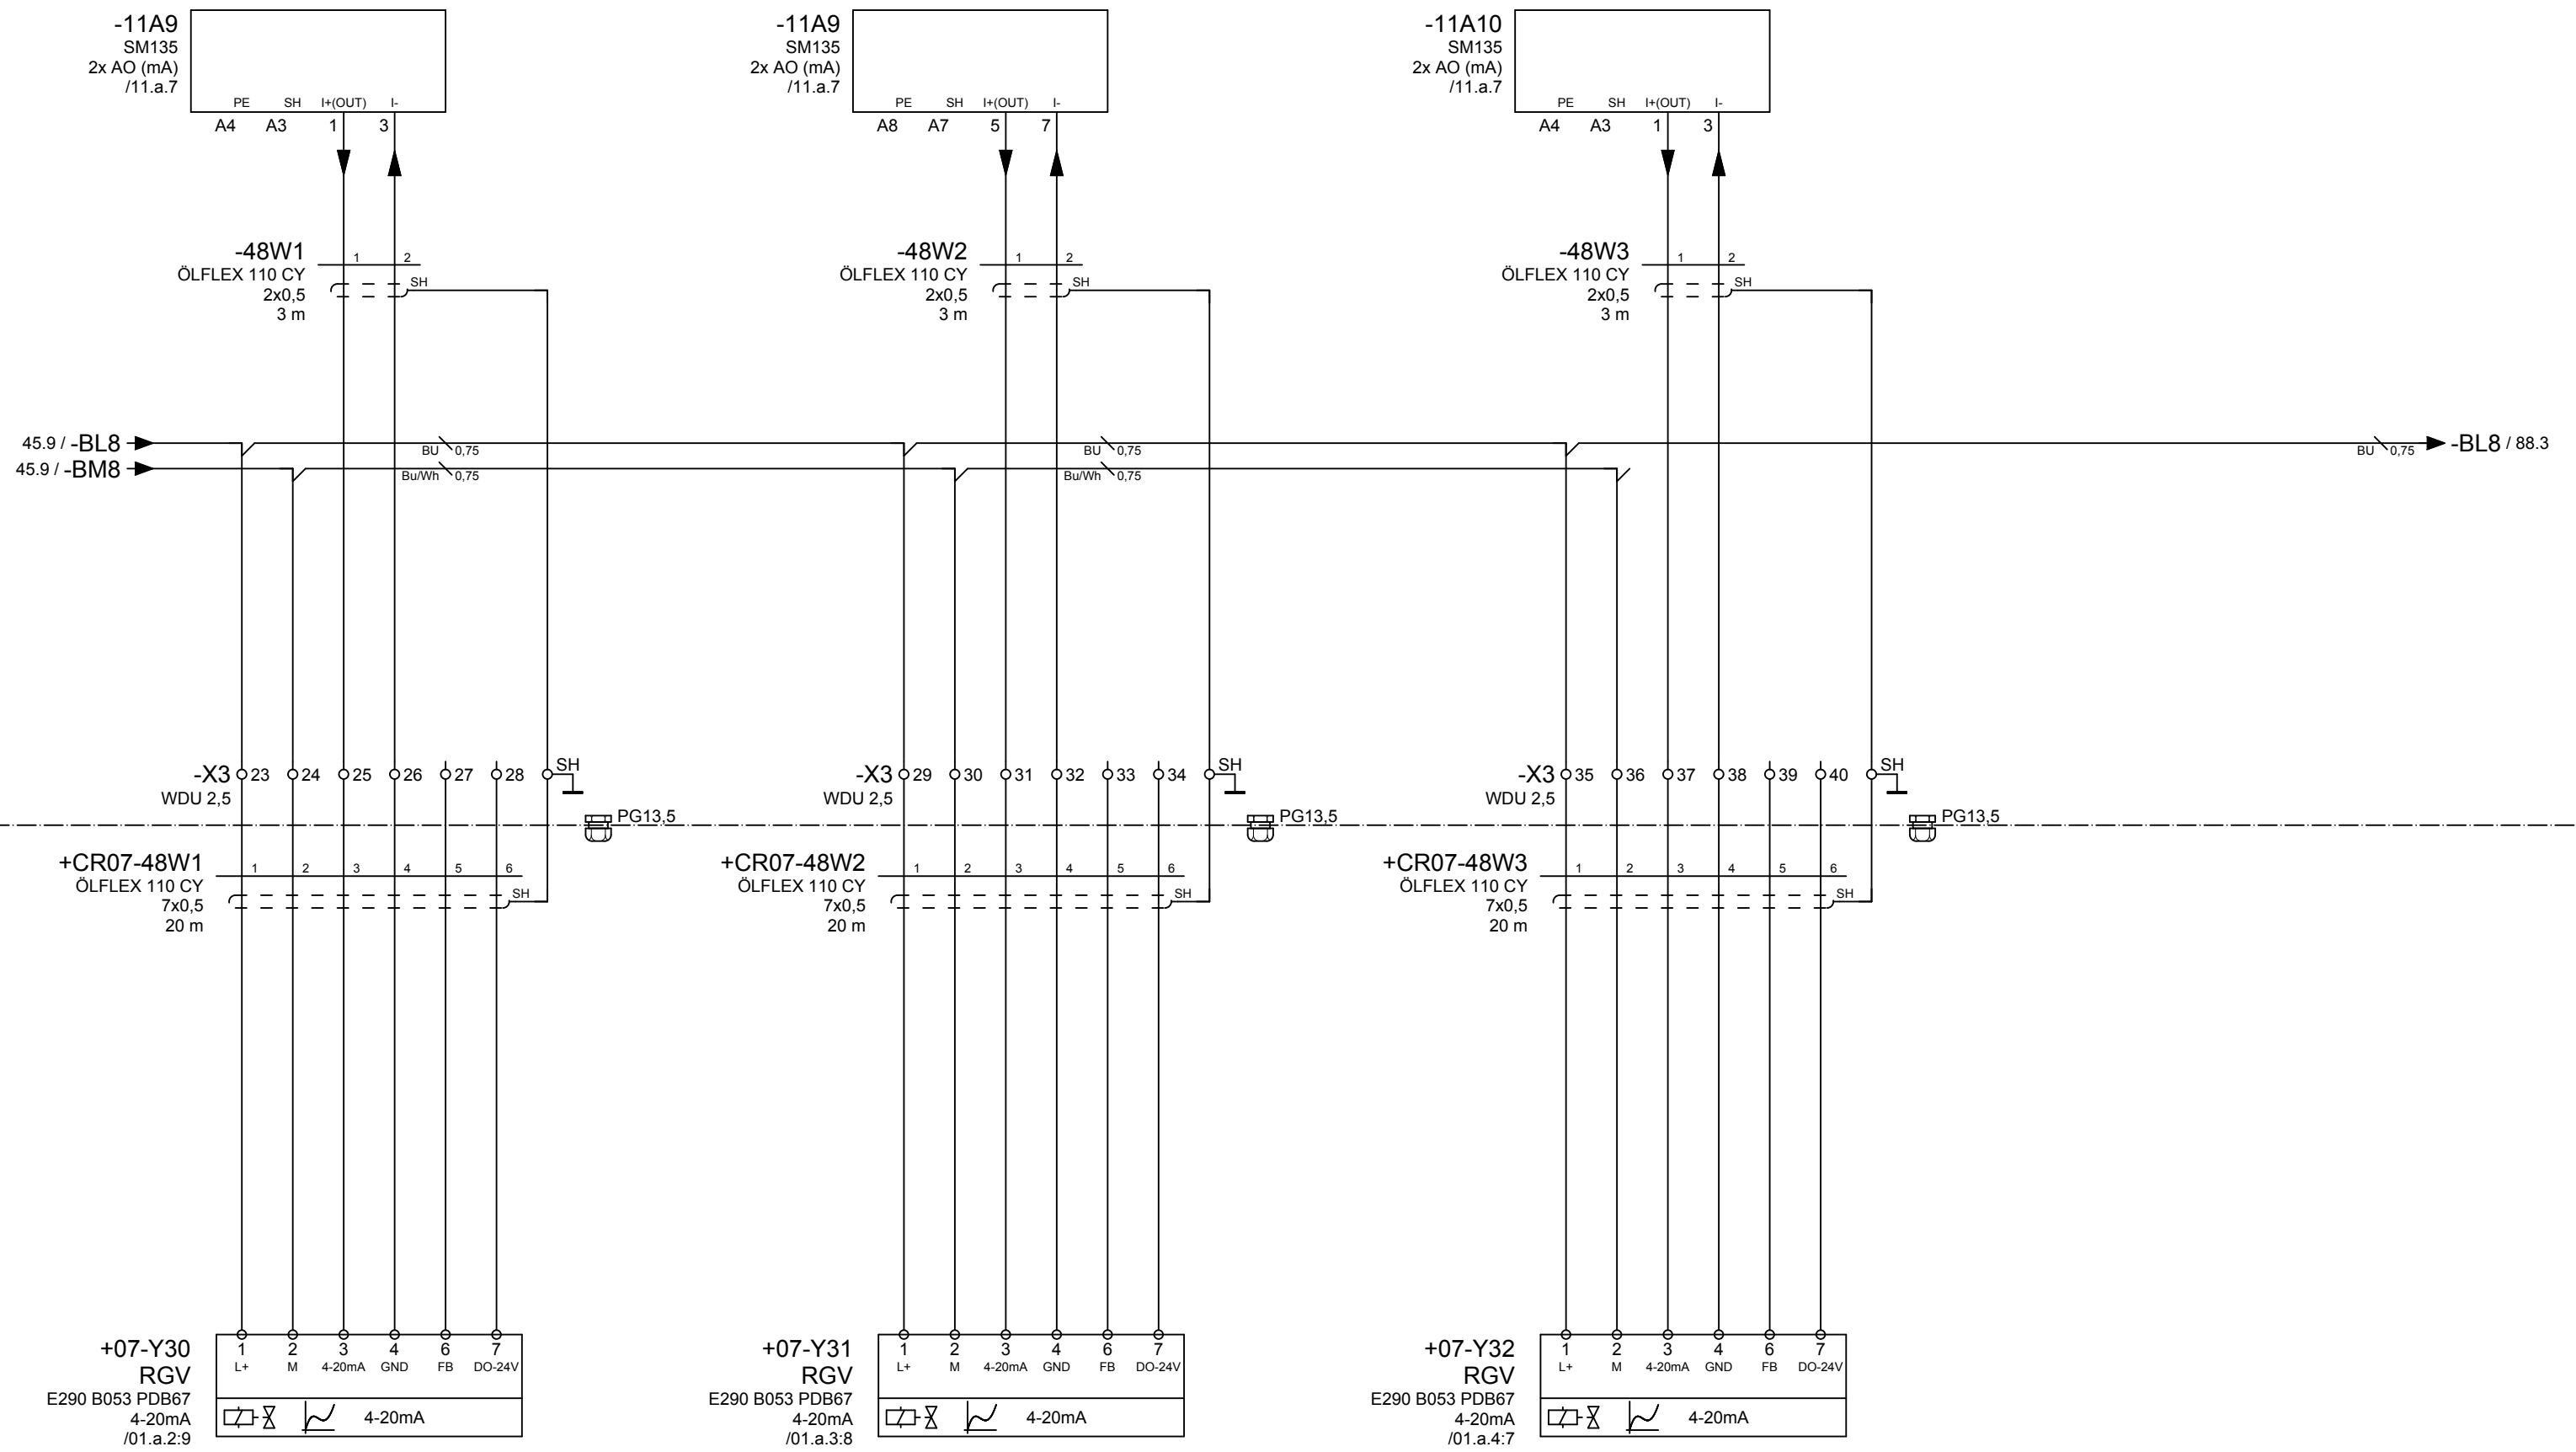 -11A9
SM135
2x AO (mA)
/11.a.7
PE SH I+(OUT) I-
A4 A3 1 3
-11A9
SM135
2x AO (mA)
/11.a.7
PE SH I+(OUT) I-
A8 A7 5 7
-11A10
SM135
2x AO (mA)
/11.a.7
PE SH I+(OUT) I-
A4 A3 1 3
-48W1
ÖLFLEX 110 CY
2x0,5
3 m
1 2
SH
-48W2
ÖLFLEX 110 CY
2x0,5
3 m
1 2
SH
-48W3
ÖLFLEX 110 CY
2x0,5
3 m
1 2
SH
45.9 / -BL8
BU 0,75
BU 0,75
BU 0,75
-BL8 / 88.3
45.9 / -BM8
Bu/Wh 0,75
Bu/Wh 0,75
-X3 23 24 25 26 27 28 SH
WDU 2,5
PG13,5
-X3 29 30 31 32 33 34 SH
WDU 2,5
PG13,5
-X3 35 36 37 38 39 40 SH
WDU 2,5
PG13,5
+CR07-48W1
ÖLFLEX 110 CY
7x0,5
20 m
1 2 3 4 5 6
SH
+CR07-48W2
ÖLFLEX 110 CY
7x0,5
20 m
1 2 3 4 5 6
SH
+CR07-48W3
ÖLFLEX 110 CY
7x0,5
20 m
1 2 3 4 5 6
SH
+07-Y30
RGV
E290 B053 PDB67
4-20mA
/01.a.2:9
1 2 3 4 6 7
L+ M 4-20mA GND FB DO-24V
4-20mA
+07-Y31
RGV
E290 B053 PDB67
4-20mA
/01.a.3:8
1 2 3 4 6 7
L+ M 4-20mA GND FB DO-24V
4-20mA
+07-Y32
RGV
E290 B053 PDB67
4-20mA
/01.a.4:7
1 2 3 4 6 7
L+ M 4-20mA GND FB DO-24V
4-20mA